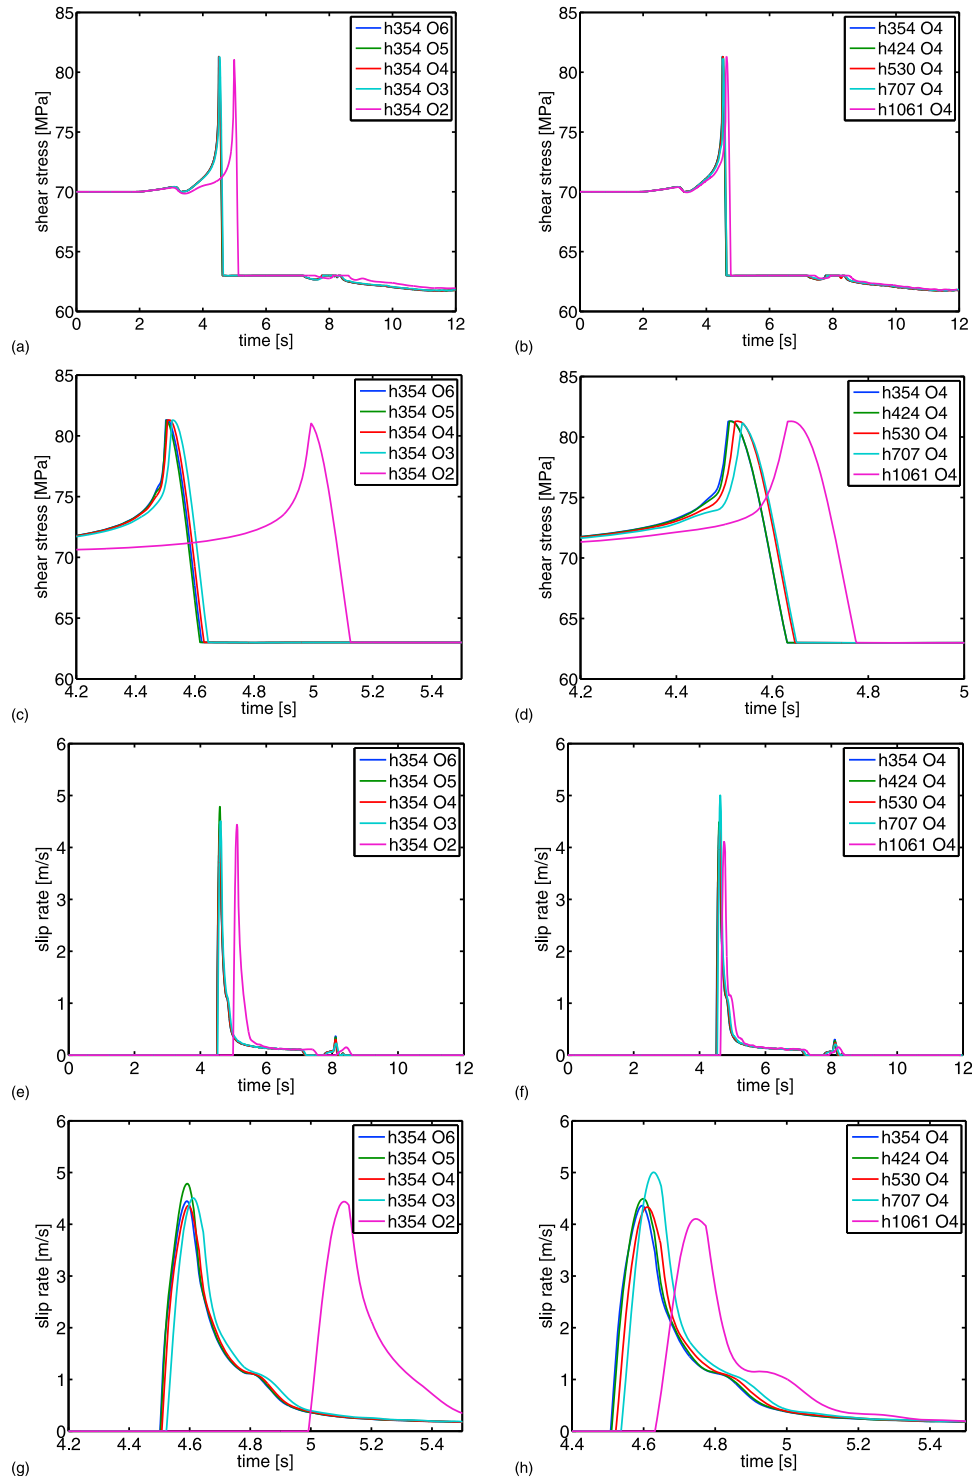 85
80
75
70
65
60
0 2 4 6 8 10 12
shear stress [MPa]
time [s]
h354 O6
h354 O5
h354 O4
h354 O3
h354 O2
(a)
85
80
75
70
65
60
0 2 4 6 8 10 12
shear stress [MPa]
time [s]
h354 O4
h424 O4
h530 O4
h707 O4
h1061 O4
(b)
85
80
75
70
65
60
4.2 4.4 4.6 4.8 5 5.2 5.4
shear stress [MPa]
time [s]
h354 O6
h354 O5
h354 O4
h354 O3
h354 O2
(c)
85
80
75
70
65
60
4.2 4.4 4.6 4.8 5
shear stress [MPa]
time [s]
h354 O4
h424 O4
h530 O4
h707 O4
h1061 O4
(d)
6
5
4
3
2
1
0
0 2 4 6 8 10 12
slip rate [m/s]
time [s]
h354 O6
h354 O5
h354 O4
h354 O3
h354 O2
(e)
6
5
4
3
2
1
0
0 2 4 6 8 10 12
slip rate [m/s]
time [s]
h354 O4
h424 O4
h530 O4
h707 O4
h1061 O4
(f)
6
5
4
3
2
1
0
4.2 4.4 4.6 4.8 5 5.2 5.4
slip rate [m/s]
time [s]
h354 O6
h354 O5
h354 O4
h354 O3
h354 O2
(g)
6
5
4
3
2
1
0
4.4 4.6 4.8 5 5.2 5.4
slip rate [m/s]
time [s]
h354 O4
h424 O4
h530 O4
h707 O4
h1061 O4
(h)